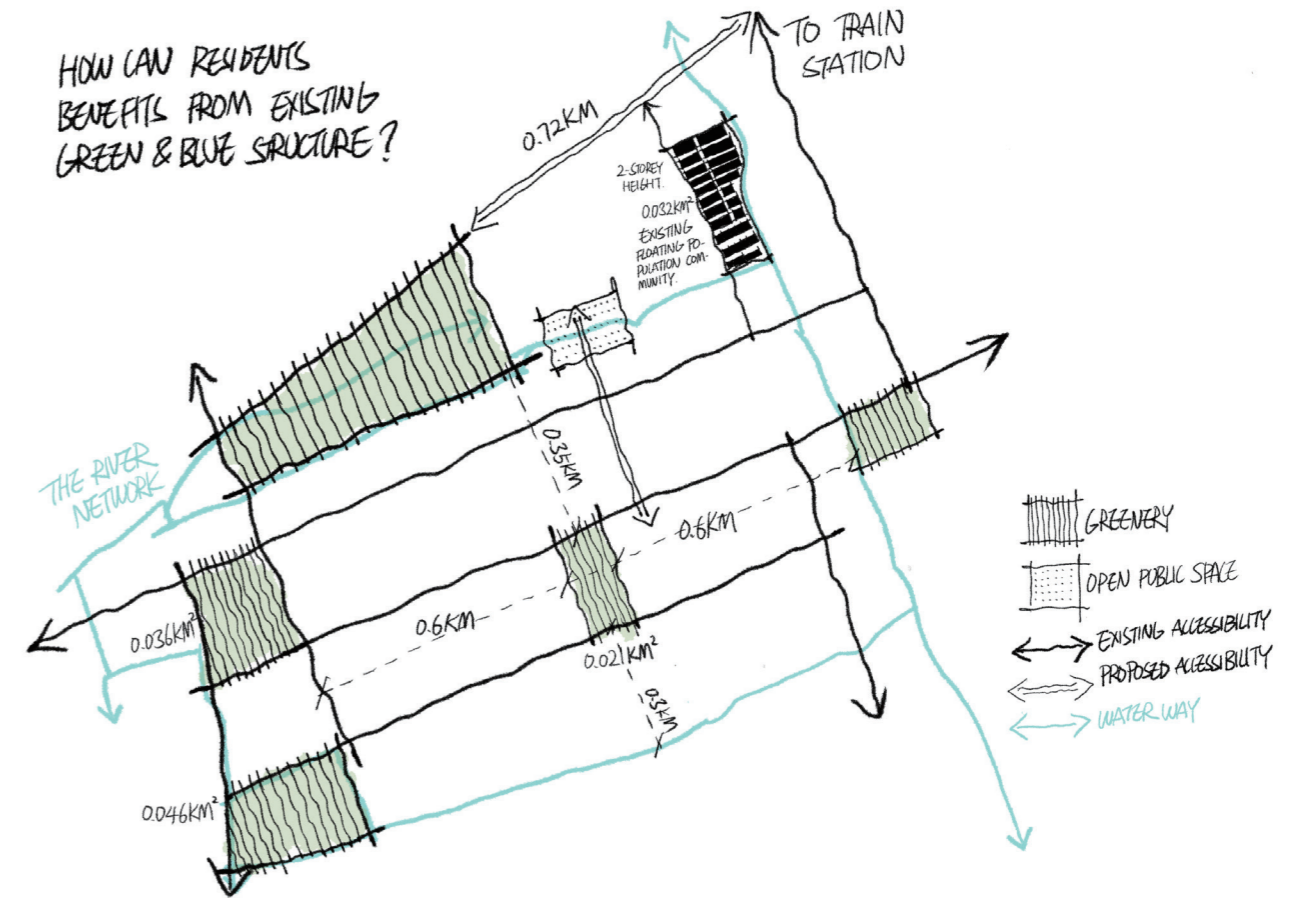 HOW CAN RESIDENTS
BENEFITS FROM EXISTING
GREEN & BLUE STRUCTURE?
TO TRAIN
STATION
0.72KM
2-STOREY
HEIGHT.
0.032KM²
EXISTING
FLOATING PO-
PULATION COM-
MUNITY.
THE RIVER
NETWORK
0.35KM
0.6KM
0.036KM²
0.6KM
0.021KM²
0.3KM
0.046KM²
GREENERY
OPEN PUBLIC SPACE
EXISTING ACCESSIBILITY
PROPOSED ACCESSIBILITY
WATER WAY